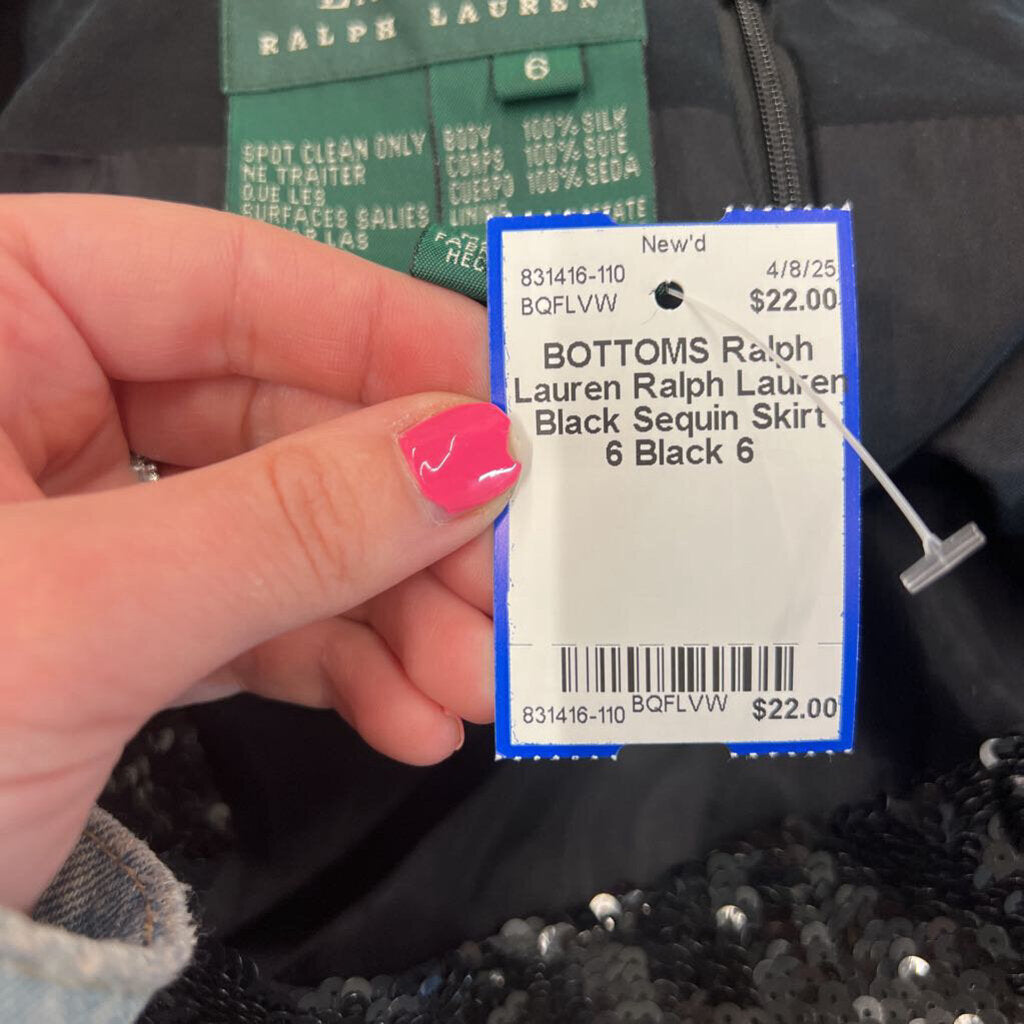 RALPH LAUREN
6
SPOT CLEAN ONLY
NE TRAITER
QUE LES
SURFACES SALIES
LAS
BODY 100% SILK
CORPS 100% SOIE
CUERPO 100% SEDA
New'd
831416-110 4/8/25
BQFLVW $22.00
BOTTOMS Ralph
Lauren Ralph Lauren
Black Sequin Skirt
6 Black 6
831416-110 BQFLVW $22.00